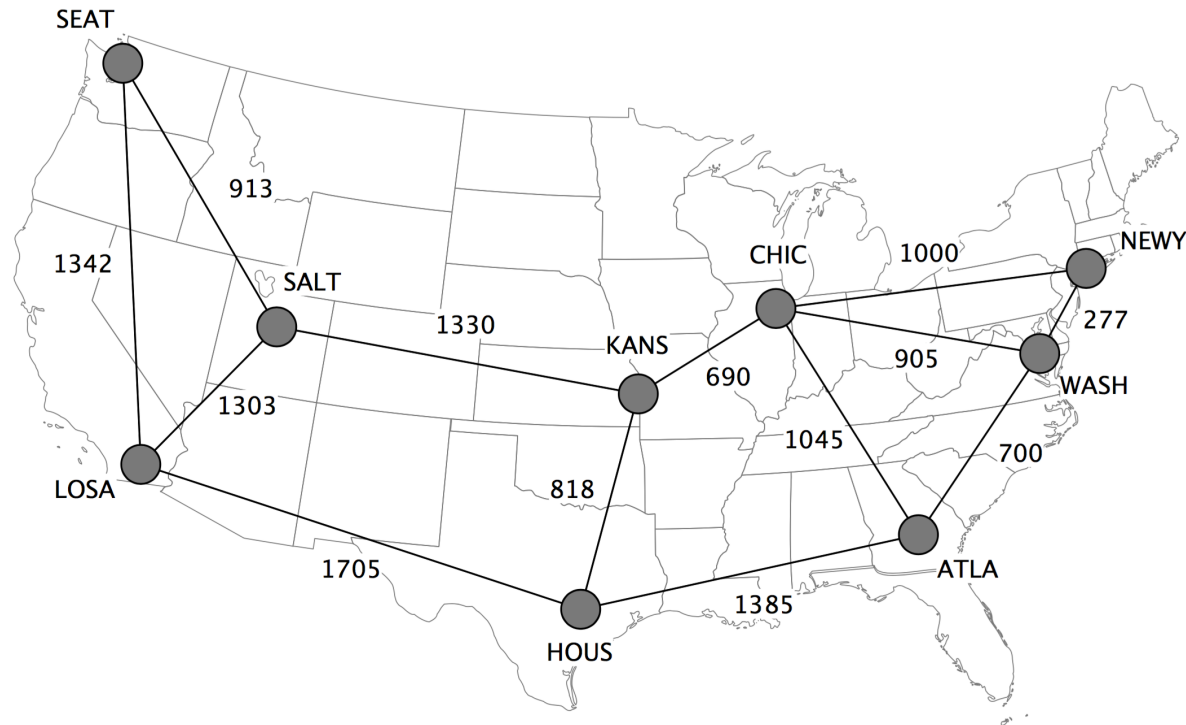 SEAT
913
NEWY
CHIC
1000
1342
SALT
277
1330
KANS
905
690
WASH
1303
1045
700
LOSA
818
1705
ATLA
1385
HOUS